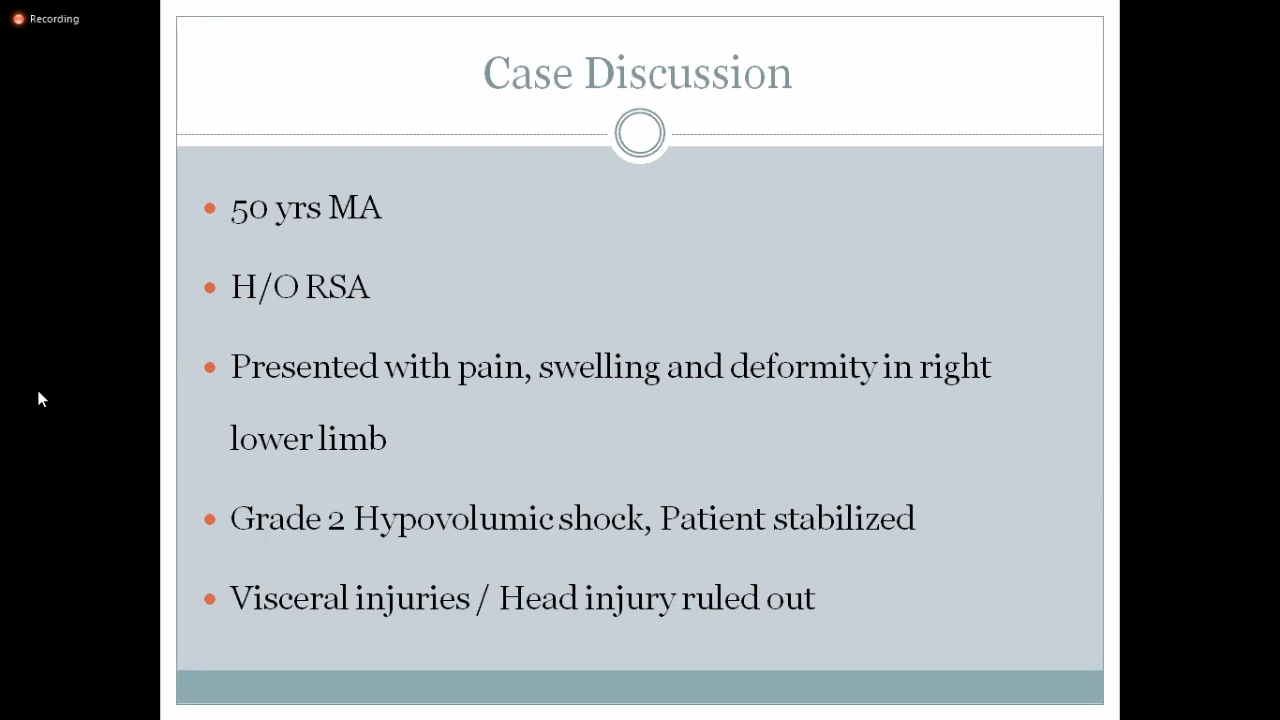 Recording
Case Discussion
50 yrs MA
H/O RSA
Presented with pain, swelling and deformity in right
lower limb
Grade 2 Hypovolumic shock, Patient stabilized
Visceral injuries / Head injury ruled out